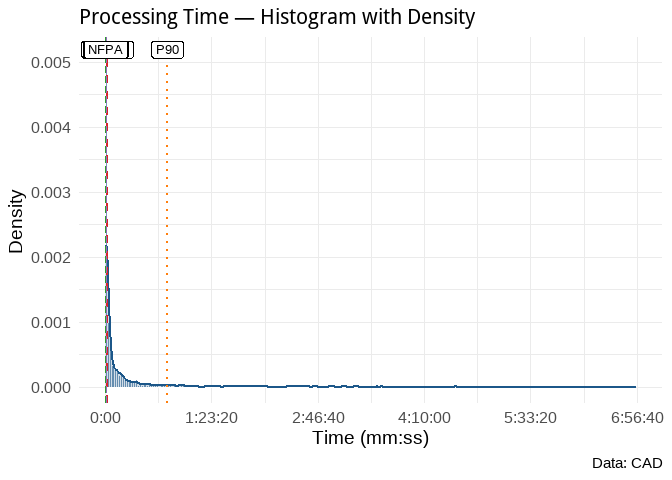 Processing Time — Histogram with Density
NFPA
P90
0.005
0.004
0.003
0.002
0.001
0.000
Density
0:00
1:23:20
2:46:40
4:10:00
5:33:20
6:56:40
Time (mm:ss)
Data: CAD